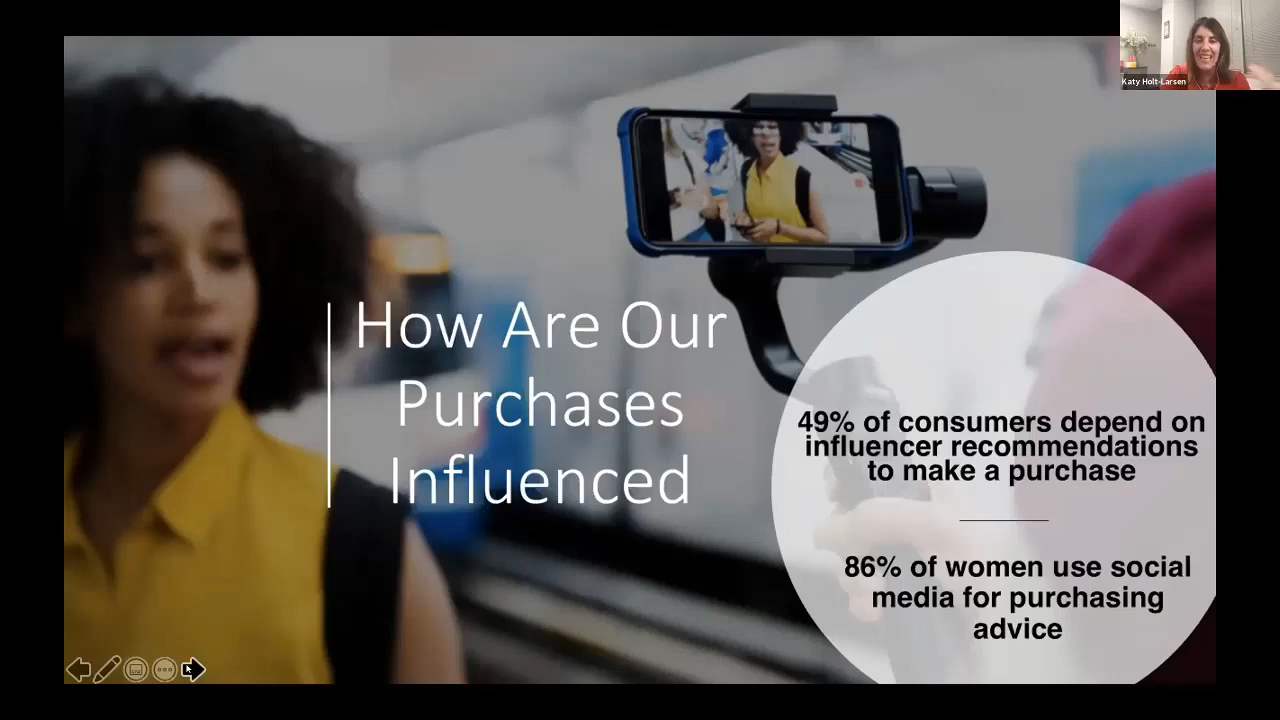 Katy Holt-Larsen
How Are Our
Purchases
Influenced
49% of consumers depend on
influencer recommendations
to make a purchase
86% of women use social
media for purchasing
advice